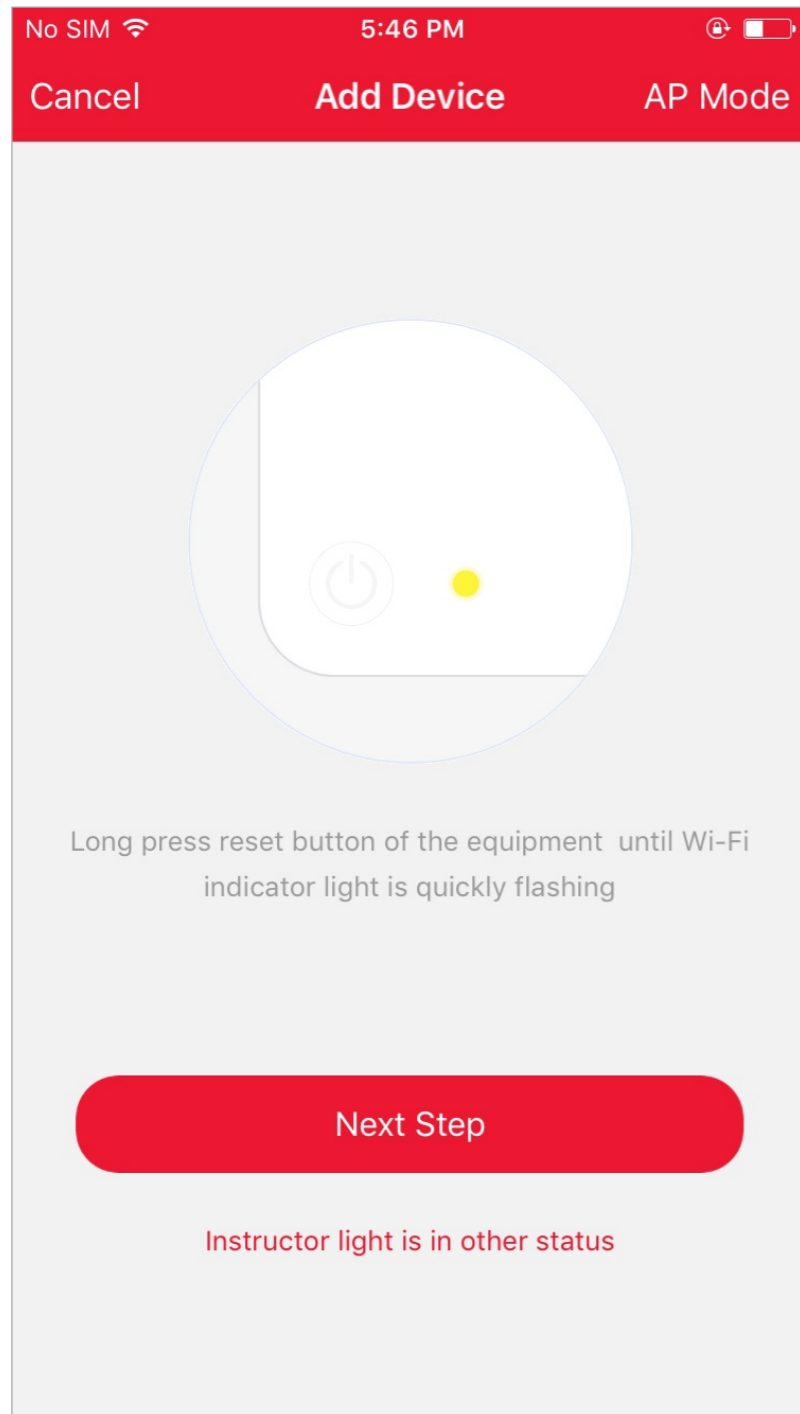 No SIM 5:46 PM
Cancel Add Device AP Mode
Long press reset button of the equipment until Wi-Fi
indicator light is quickly flashing
Next Step
Instructor light is in other status